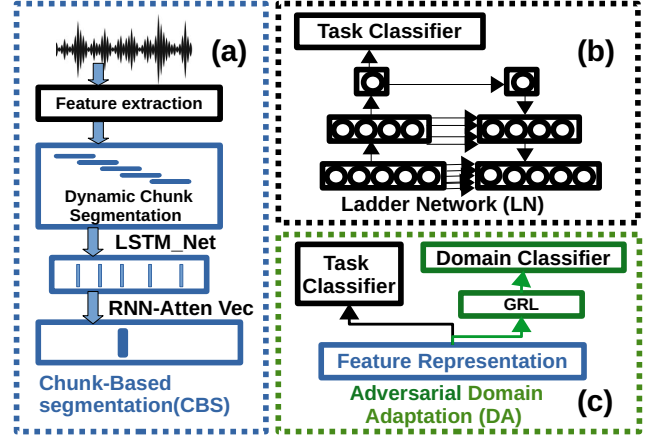 (a)
Feature extraction
Dynamic Chunk
Segmentation
LSTM_Net
RNN-Atten Vec
Chunk-Based
segmentation(CBS)
Task Classifier
(b)
Ladder Network (LN)
Task
Classifier
Domain Classifier
GRL
Feature Representation
Adversarial Domain
Adaptation (DA)
(c)